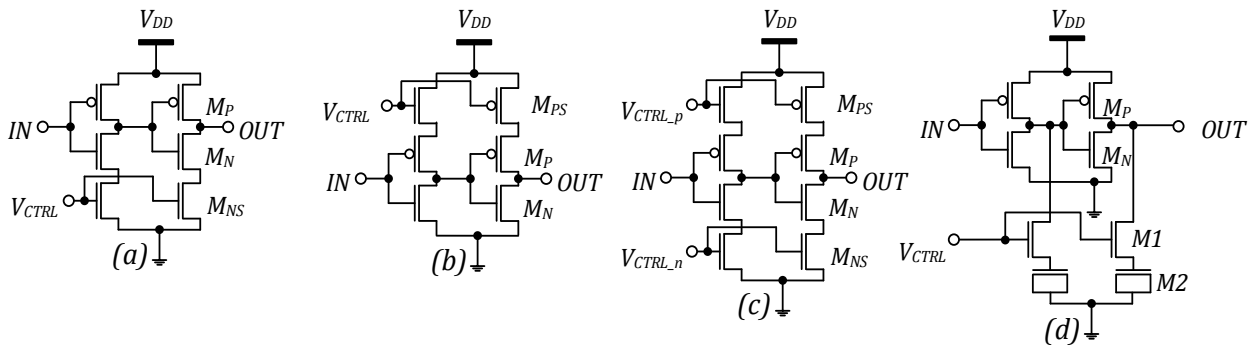 VDD
IN
MP
OUT
MN
VCTRL
MNS
(a)
VDD
VCTRL
MPS
IN
MP
OUT
MN
(b)
VDD
VCTRL_p
MPS
IN
MP
OUT
MN
VCTRL_n
MNS
(c)
VDD
IN
MP
OUT
MN
VCTRL
M1
M2
(d)